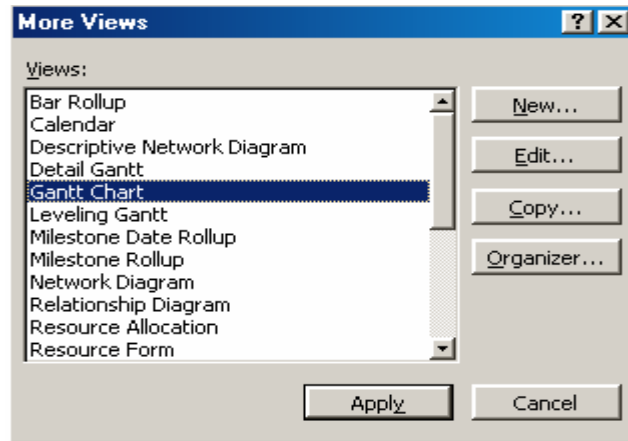 More Views
Views:
Bar Rollup
Calendar
Descriptive Network Diagram
Detail Gantt
Gantt Chart
Leveling Gantt
Milestone Date Rollup
Milestone Rollup
Network Diagram
Relationship Diagram
Resource Allocation
Resource Form
New...
Edit...
Copy...
Organizer...
Apply
Cancel